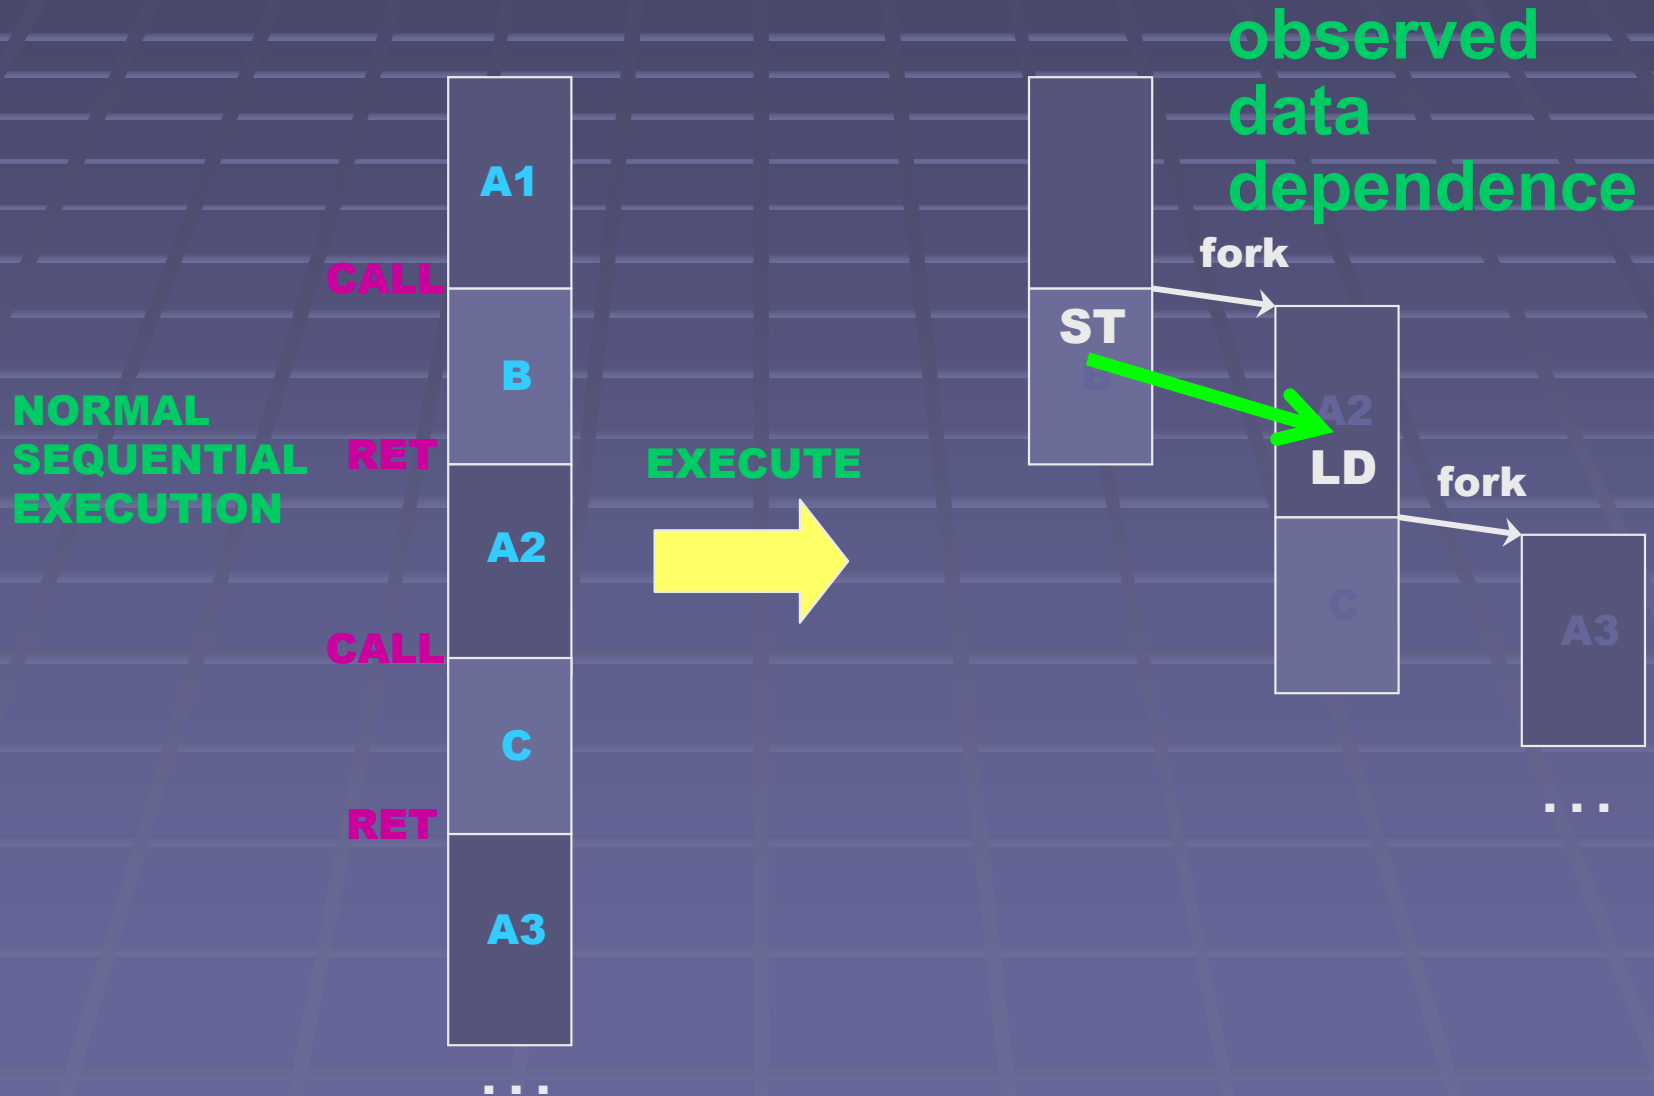 observed
data
dependence
A1
CALL
B
NORMAL
SEQUENTIAL
EXECUTION
RET
A2
CALL
C
RET
A3
...
EXECUTE
fork
ST
B
A2
LD
fork
C
A3
...